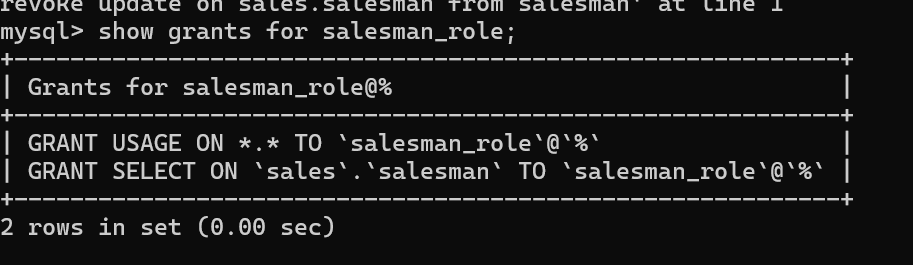 revoke update on sales.salesman from salesman' at line 1
mysql> show grants for salesman_role;
+-----------------------------------------------------------+
| Grants for salesman_role@%                                |
+-----------------------------------------------------------+
| GRANT USAGE ON *.* TO `salesman_role`@`%`                 |
| GRANT SELECT ON `sales`.`salesman` TO `salesman_role`@`%` |
+-----------------------------------------------------------+
2 rows in set (0.00 sec)